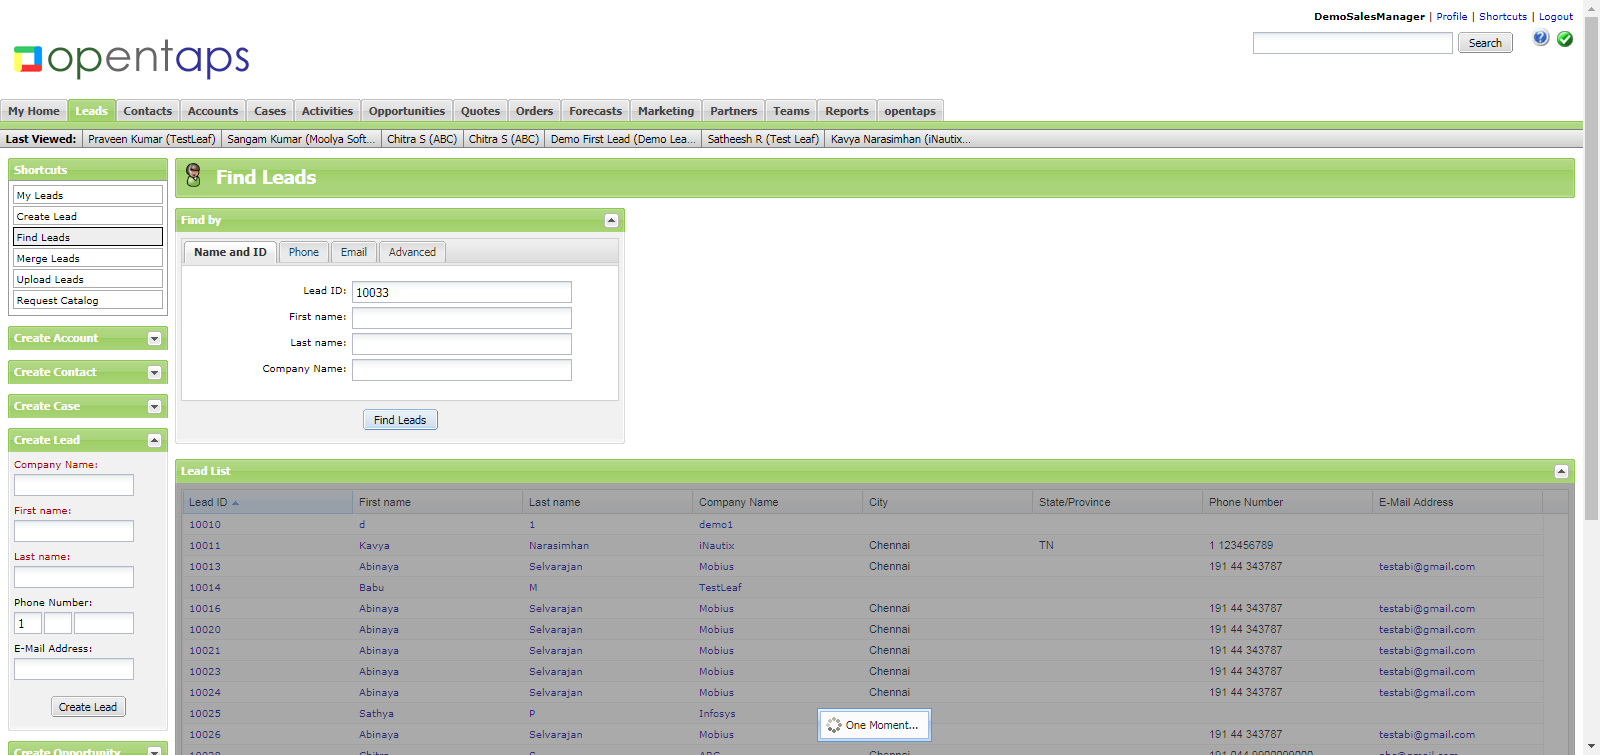 DemoSalesManager | Profile | Shortcuts | Logout
Search
opentaps
My Home Leads Contacts Accounts Cases Activities Opportunities Quotes Orders Forecasts Marketing Partners Teams Reports opentaps
Last Viewed: Praveen Kumar (TestLeaf) Sangam Kumar (Moolya Soft... Chitra S (ABC) Chitra S (ABC) Demo First Lead (Demo Lea... Satheesh R (Test Leaf) Kavya Narasimhan (iNautix...
Shortcuts
My Leads
Create Lead
Find Leads
Merge Leads
Upload Leads
Request Catalog
Create Account
Create Contact
Create Case
Create Lead
Company Name:
First name:
Last name:
Phone Number:
1
E-Mail Address:
Create Lead
Create Opportunity
Find Leads
Find by
Name and ID Phone Email Advanced
Lead ID: 10033
First name:
Last name:
Company Name:
Find Leads
Lead List
Lead ID First name Last name Company Name City State/Province Phone Number E-Mail Address
10010 d 1 demo1
10011 Kavya Narasimhan iNautix Chennai TN 1 123456789
10013 Abinaya Selvarajan Mobius Chennai 191 44 343787 testabi@gmail.com
10014 Babu M TestLeaf
10016 Abinaya Selvarajan Mobius Chennai 191 44 343787 testabi@gmail.com
10020 Abinaya Selvarajan Mobius Chennai 191 44 343787 testabi@gmail.com
10021 Abinaya Selvarajan Mobius Chennai 191 44 343787 testabi@gmail.com
10023 Abinaya Selvarajan Mobius Chennai 191 44 343787 testabi@gmail.com
10024 Abinaya Selvarajan Mobius Chennai 191 44 343787 testabi@gmail.com
10025 Sathya P Infosys
One Moment...
10026 Abinaya Selvarajan Mobius 191 44 343787 testabi@gmail.com